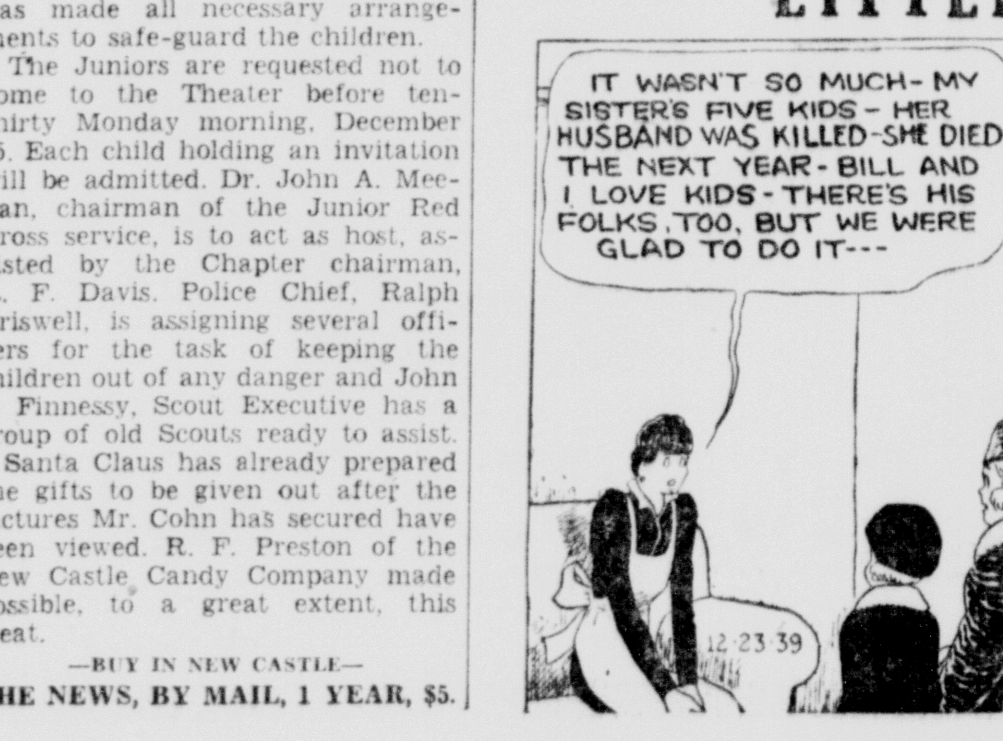 as made all necessary arrange-
ents to safe-guard the children.
The Juniors are requested not to
ome to the Theater before ten-
hirty Monday morning, December
5. Each child holding an invitation
ill be admitted. Dr. John A. Mee-
an, chairman of the Junior Red
ross service, is to act as host, as-
sted by the Chapter chairman,
. F. Davis. Police Chief, Ralph
riswell, is assigning several offi-
ers for the task of keeping the
hildren out of any danger and John
Finnessy, Scout Executive has a
roup of old Scouts ready to assist.
Santa Claus has already prepared
he gifts to be given out after the
ictures Mr. Cohn has secured have
een viewed. R. F. Preston of the
ew Castle Candy Company made
ossible, to a great extent, this
eat.
—BUY IN NEW CASTLE—
HE NEWS, BY MAIL, 1 YEAR, $5.
LITTLE
IT WASN'T SO MUCH- MY
SISTER'S FIVE KIDS - HER
HUSBAND WAS KILLED-SHE DIED
THE NEXT YEAR - BILL AND
I LOVE KIDS - THERE'S HIS
FOLKS, TOO, BUT WE WERE
GLAD TO DO IT---
12-23-39